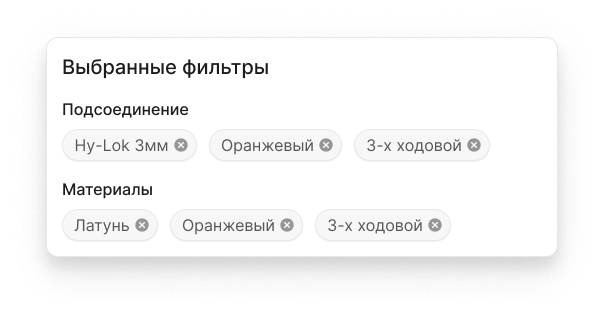 Выбранные фильтры
Подсоединение
Hy-Lok 3мм Оранжевый 3-х ходовой
Материалы
Латунь Оранжевый 3-х ходовой